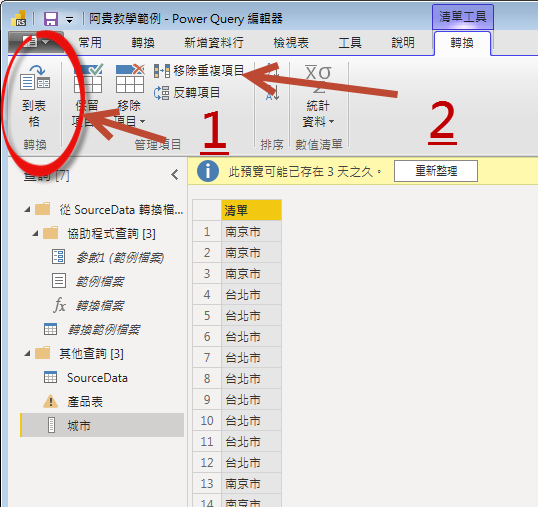 RS 阿貴教學範例 - Power Query 編輯器 清單工具
常用 轉換 新增資料行 檢視表 工具 說明 轉換
到表格
轉換
保留項目
移除項目
移除重複項目
反轉項目
管理項目
排序
統計資料
數值清單
1
2
查詢 [7]
此預覽可能已存在 3 天之久。 重新整理
從 SourceData 轉換檔...
協助程式查詢 [3]
參數1 (範例檔案)
範例檔案
fx 轉換檔案
轉換範例檔案
其他查詢 [3]
SourceData
產品表
城市
清單
1 南京市
2 南京市
3 南京市
4 台北市
5 台北市
6 台北市
7 台北市
8 台北市
9 台北市
10 台北市
11 台北市
12 台北市
13 南京市
14 南京市